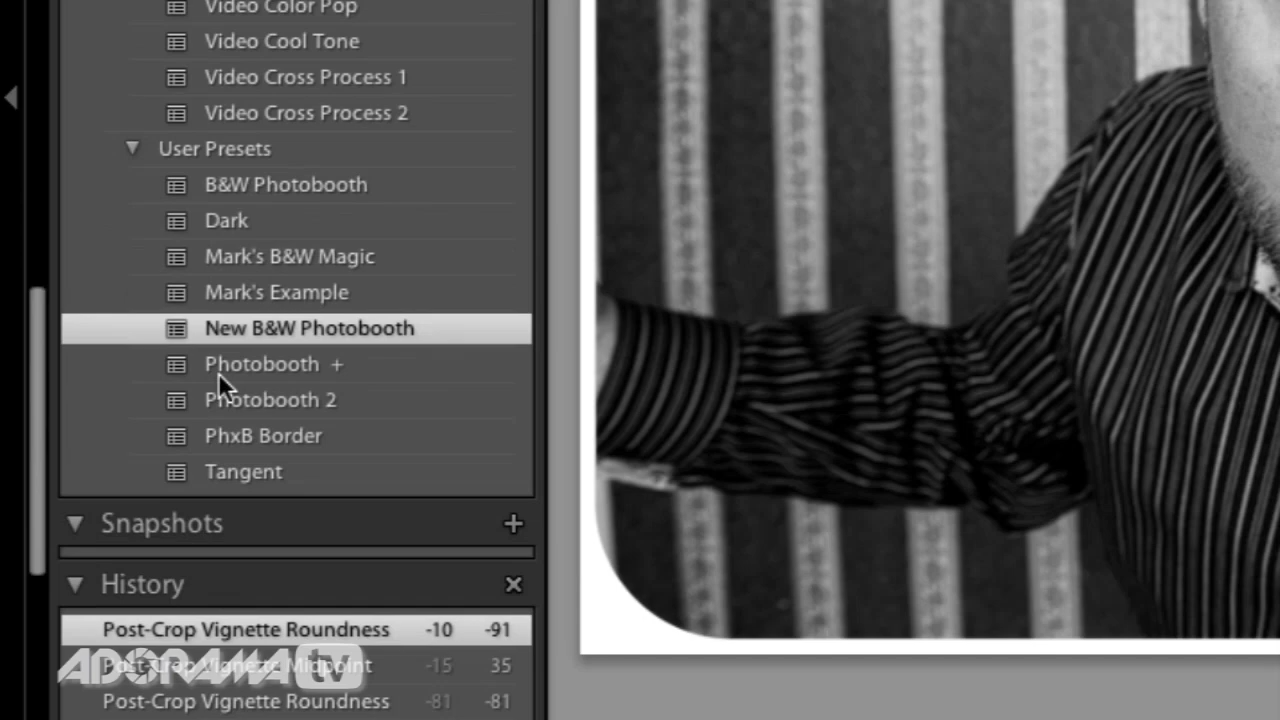 Video Color Pop
Video Cool Tone
Video Cross Process 1
Video Cross Process 2
User Presets
B&W Photobooth
Dark
Mark's B&W Magic
Mark's Example
New B&W Photobooth
Photobooth +
Photobooth 2
PhxB Border
Tangent
Snapshots +
History
Post-Crop Vignette Roundness -10 -91
Post-Crop Vignette Midpoint -15 35
ADORAMA TV
Post-Crop Vignette Roundness -81 -81